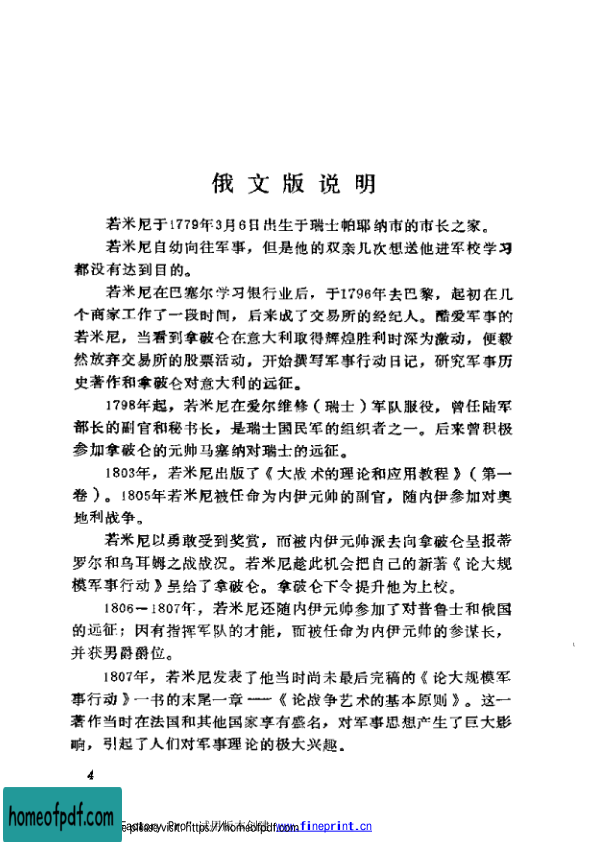 俄文版说明
若米尼于1779年3月6日出生于瑞士帕耶纳市的市长之家。
若米尼自幼向往军事，但是他的双亲几次想送他进军校学习
都没有达到目的。
若米尼在巴塞尔学习银行业后，于1796年去巴黎，起初在几
个商家工作了一段时间，后来成了交易所的经纪人。酷爱军事的
若米尼，当看到拿破仑在意大利取得辉煌胜利时深为激动，便毅
然放弃交易所的股票活动，开始撰写军事行动日记，研究军事历
史著作和拿破仑对意大利的远征。
1798年起，若米尼在爱尔维修（瑞士）军队服役，曾任陆军
部长的副官和秘书长，是瑞士国民军的组织者之一。后来曾积极
参加拿破仑的元帅马塞纳对瑞士的远征。
1803年，若米尼出版了《大战术的理论和应用教程》（第一
卷）。1805年若米尼被任命为内伊元帅的副官，随内伊参加对奥
地利战争。
若米尼以勇敢受到奖赏，而被内伊元帅派去向拿破仑呈报蒂
罗尔和乌耳姆之战战况。若米尼趁此机会把自己的新著《论大规
模军事行动》呈给了拿破仑。拿破仑下令提升他为上校。
1806－1807年，若米尼还随内伊元帅参加了对普鲁士和俄国
的远征；因有指挥军队的才能，而被任命为内伊元帅的参谋长，
并获男爵爵位。
1807年，若米尼发表了他当时尚未最后完稿的《论大规模军
事行动》一书的末尾一章——《论战争艺术的基本原则》。这一
著作当时在法国和其他国家享有盛名，对军事思想产生了巨大影
响，引起了人们对军事理论的极大兴趣。
4
homeofpdf.com
Factory Pro" 试用版本创建 www.fineprint.cn
please visit: https://homeofpdf.com